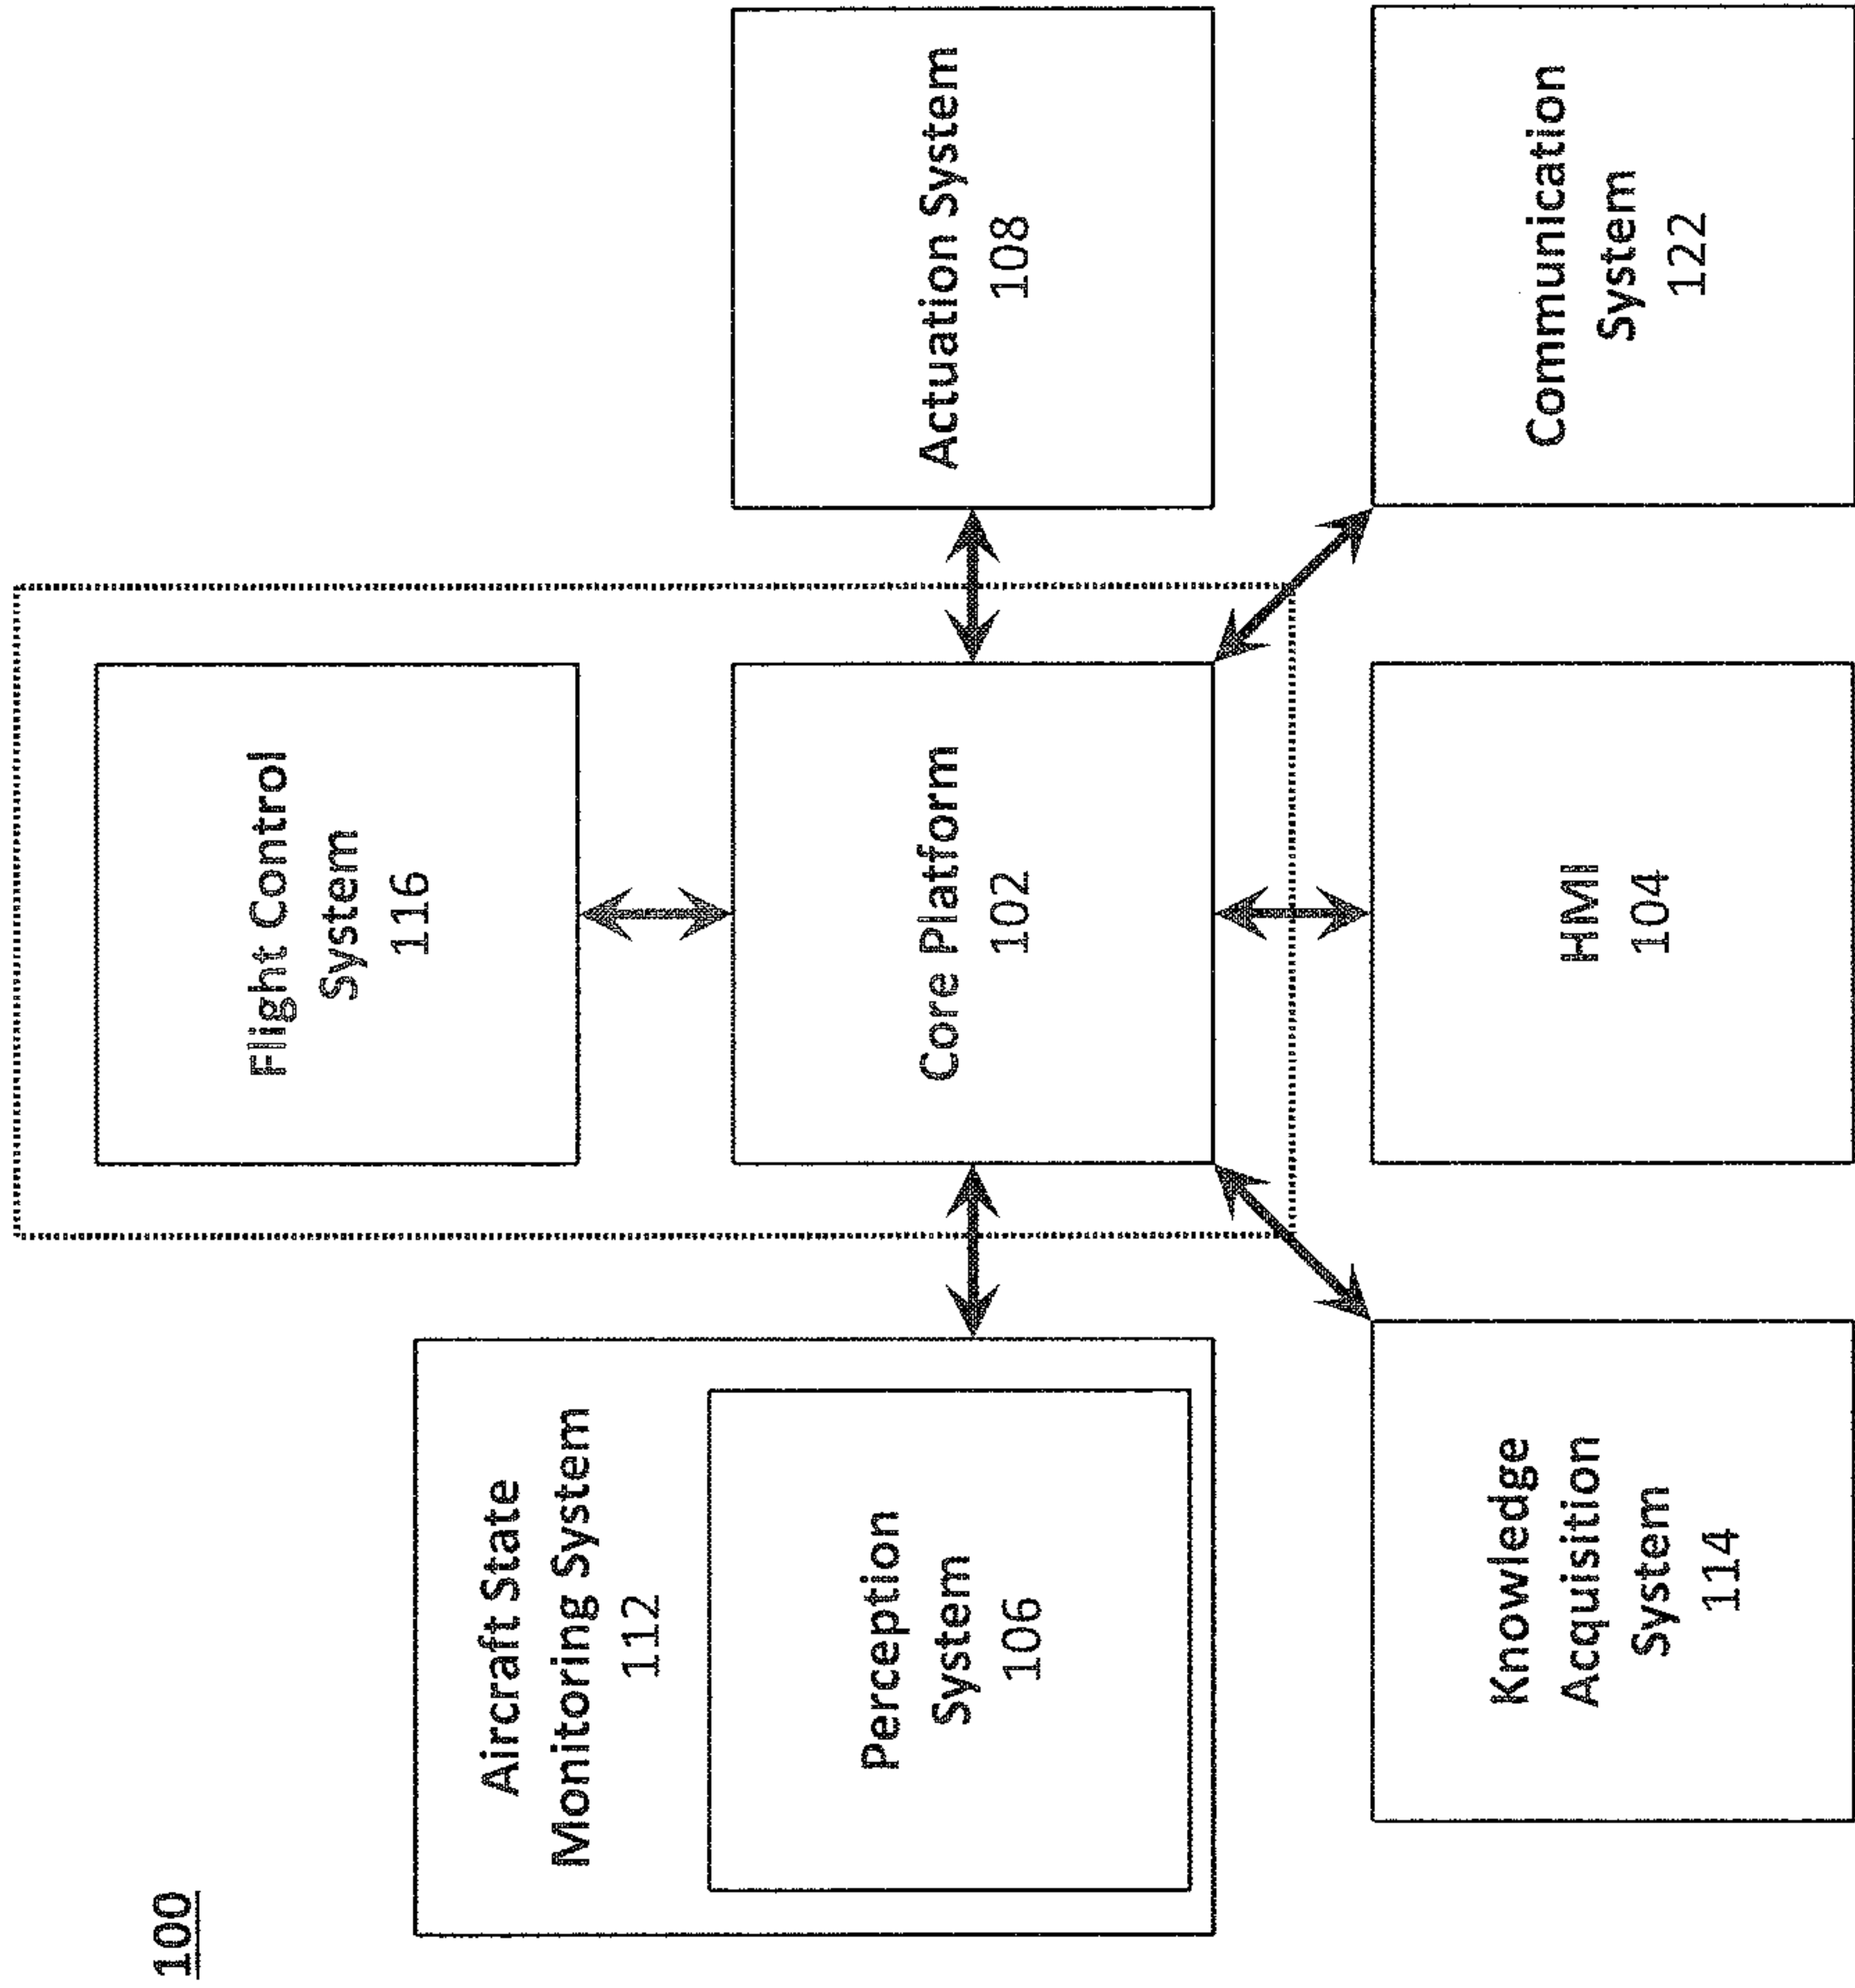 100
Flight Control
System
116
Aircraft State
Monitoring System
112
Perception
System
106
Core Platform
102
Actuation System
108
Knowledge
Acquisition
System
114
HMI
104
Communication
System
122